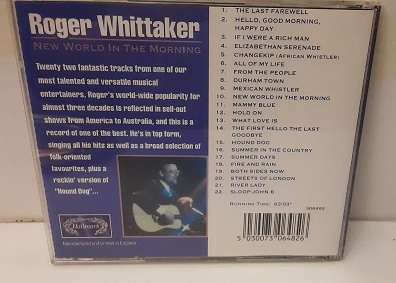 Roger Whittaker
NEW WORLD IN THE MORNING
Twenty two fantastic tracks from one of our
most talented and versatile musical
entertainers. Roger's world-wide popularity for
almost three decades is reflected in sell-out
shows from America to Australia, and this is a
record of one of the best. He's in top form,
singing all his hits as well as a broad selection
of folk oriented
favourites, plus a
rockin' version of
"Hound Dog"...
Hallmark
Manufactured and printed in England
1. THE LAST FAREWELL
2. HELLO, GOOD MORNING,
HAPPY DAY
3. IF I WERE A RICH MAN
4. ELIZABETHAN SERENADE
5. CHANGEKIP (AFRICAN WHISTLER)
6. ALL OF MY LIFE
7. FROM THE PEOPLE
8. DURHAM TOWN
9. MEXICAN WHISTLER
10. NEW WORLD IN THE MORNING
11. MAMMY BLUE
12. HOLD ON
13. WHAT LOVE IS
14. THE FIRST HELLO THE LAST
GOODBYE
15. HOUND DOG
16. SUMMER IN THE COUNTRY
17. SUMMER DAYS
18. FIRE AND RAIN
19. BOTH SIDES NOW
20. STREETS OF LONDON
21. RIVER LADY
22. SLOOP JOHN B
RUNNING TIME:
5 030073 064826